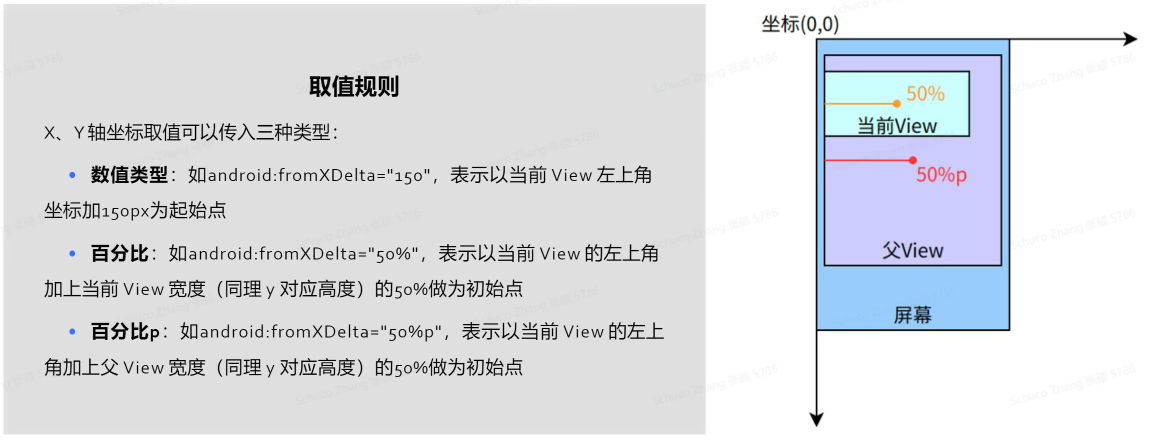 取值规则
X、Y 轴坐标取值可以传入三种类型：
• 数值类型：如android:fromXDelta="150"，表示以当前 View 左上角
坐标加150px为起始点
• 百分比：如android:fromXDelta="50%"，表示以当前 View 的左上角
加上当前 View 宽度（同理 y 对应高度）的50%做为初始点
• 百分比p：如android:fromXDelta="50%p"，表示以当前 View 的左上
角加上父 View 宽度（同理 y 对应高度）的50%做为初始点
坐标(0,0)
50%
当前View
50%p
父View
屏幕
Schuco Zhang 张磁 5786